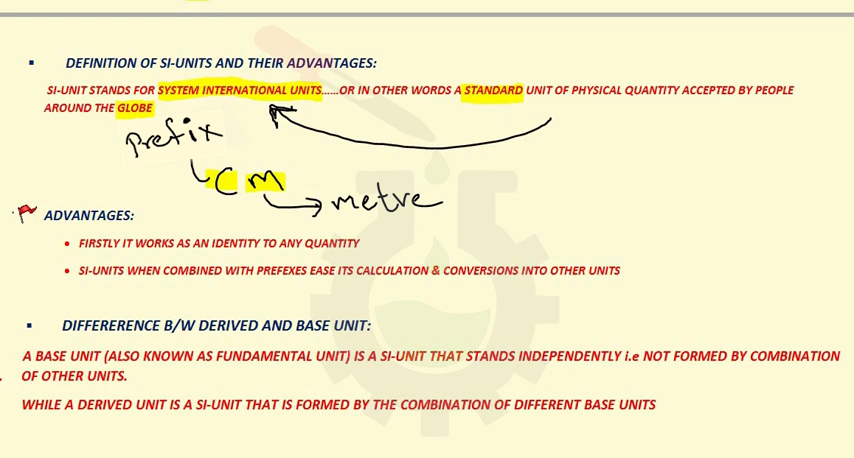 ▪ DEFINITION OF SI-UNITS AND THEIR ADVANTAGES:
SI-UNIT STANDS FOR SYSTEM INTERNATIONAL UNITS......OR IN OTHER WORDS A STANDARD UNIT OF PHYSICAL QUANTITY ACCEPTED BY PEOPLE
AROUND THE GLOBE
Prefix
C M
metre
ADVANTAGES:
• FIRSTLY IT WORKS AS AN IDENTITY TO ANY QUANTITY
• SI-UNITS WHEN COMBINED WITH PREFEXES EASE ITS CALCULATION & CONVERSIONS INTO OTHER UNITS
▪ DIFFERERENCE B/W DERIVED AND BASE UNIT:
A BASE UNIT (ALSO KNOWN AS FUNDAMENTAL UNIT) IS A SI-UNIT THAT STANDS INDEPENDENTLY i.e NOT FORMED BY COMBINATION
OF OTHER UNITS.
WHILE A DERIVED UNIT IS A SI-UNIT THAT IS FORMED BY THE COMBINATION OF DIFFERENT BASE UNITS